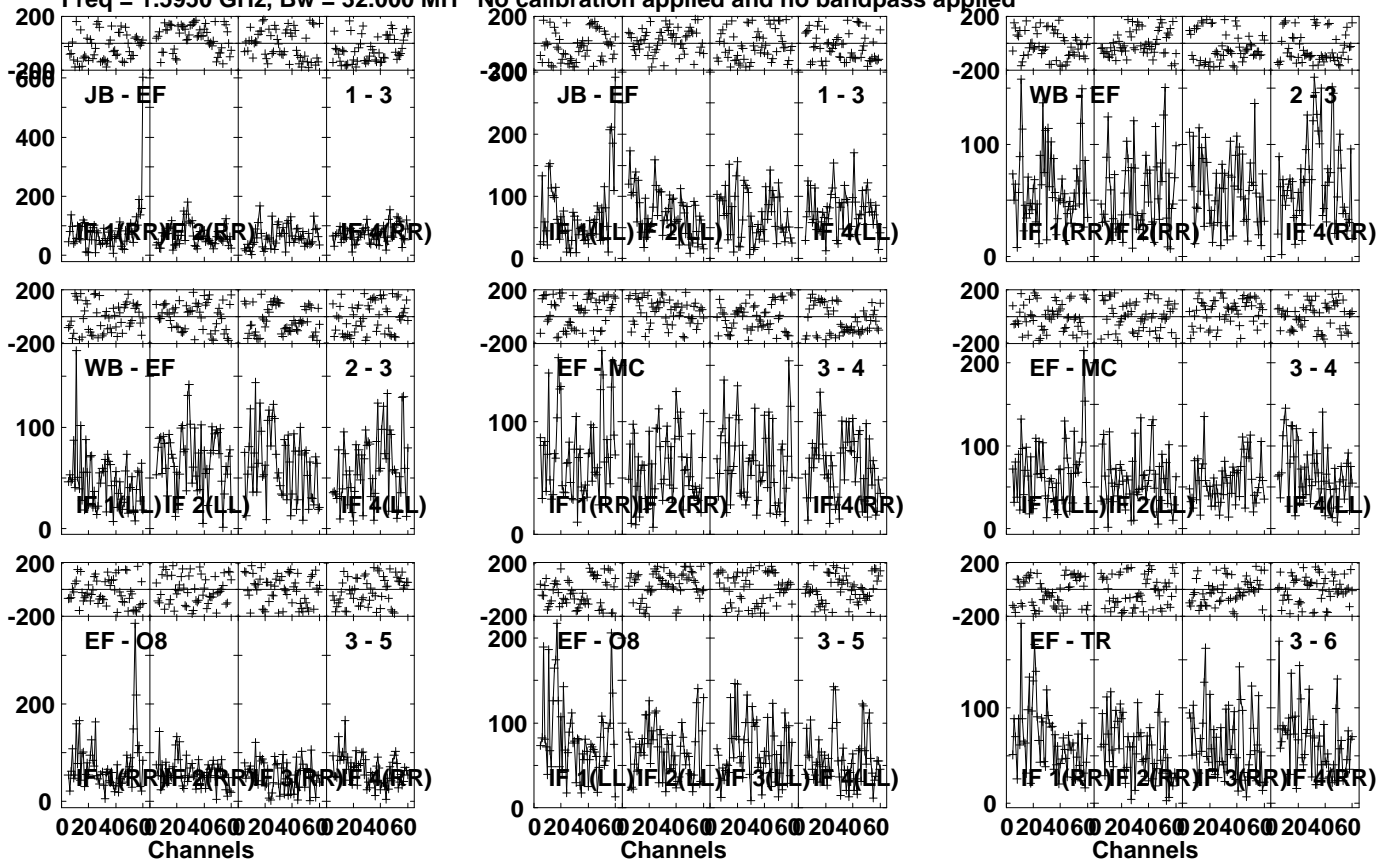 Freq = 1.5950 GHz, Bw = 32.000 MH No calibration applied and no bandpass applied
200
-200
600
400
200
0
JB - EF 1 - 3
IF 1(RR) IF 2(RR) IF 4(RR)
200
-200
300
200
100
0
JB - EF 1 - 3
IF 1(LL) IF 2(LL) IF 4(LL)
200
-200
100
0
WB - EF 2 - 3
IF 1(RR) IF 2(RR) IF 4(RR)
200
-200
100
0
WB - EF 2 - 3
IF 1(LL) IF 2(LL) IF 4(LL)
200
-200
100
0
EF - MC 3 - 4
IF 1(RR) IF 2(RR) IF 4(RR)
200
-200
200
100
0
EF - MC 3 - 4
IF 1(LL) IF 2(LL) IF 4(LL)
200
-200
200
0
EF - O8 3 - 5
IF 1(RR) IF 2(RR) IF 3(RR) IF 4(RR)
0 20 40 60 0 20 40 60 0 20 40 60 0 20 40 60
Channels
200
-200
200
100
0
EF - O8 3 - 5
IF 1(LL) IF 2(LL) IF 3(LL) IF 4(LL)
0 20 40 60 0 20 40 60 0 20 40 60 0 20 40 60
Channels
200
-200
100
0
EF - TR 3 - 6
IF 1(RR) IF 2(RR) IF 3(RR) IF 4(RR)
0 20 40 60 0 20 40 60 0 20 40 60 0 20 40 60
Channels